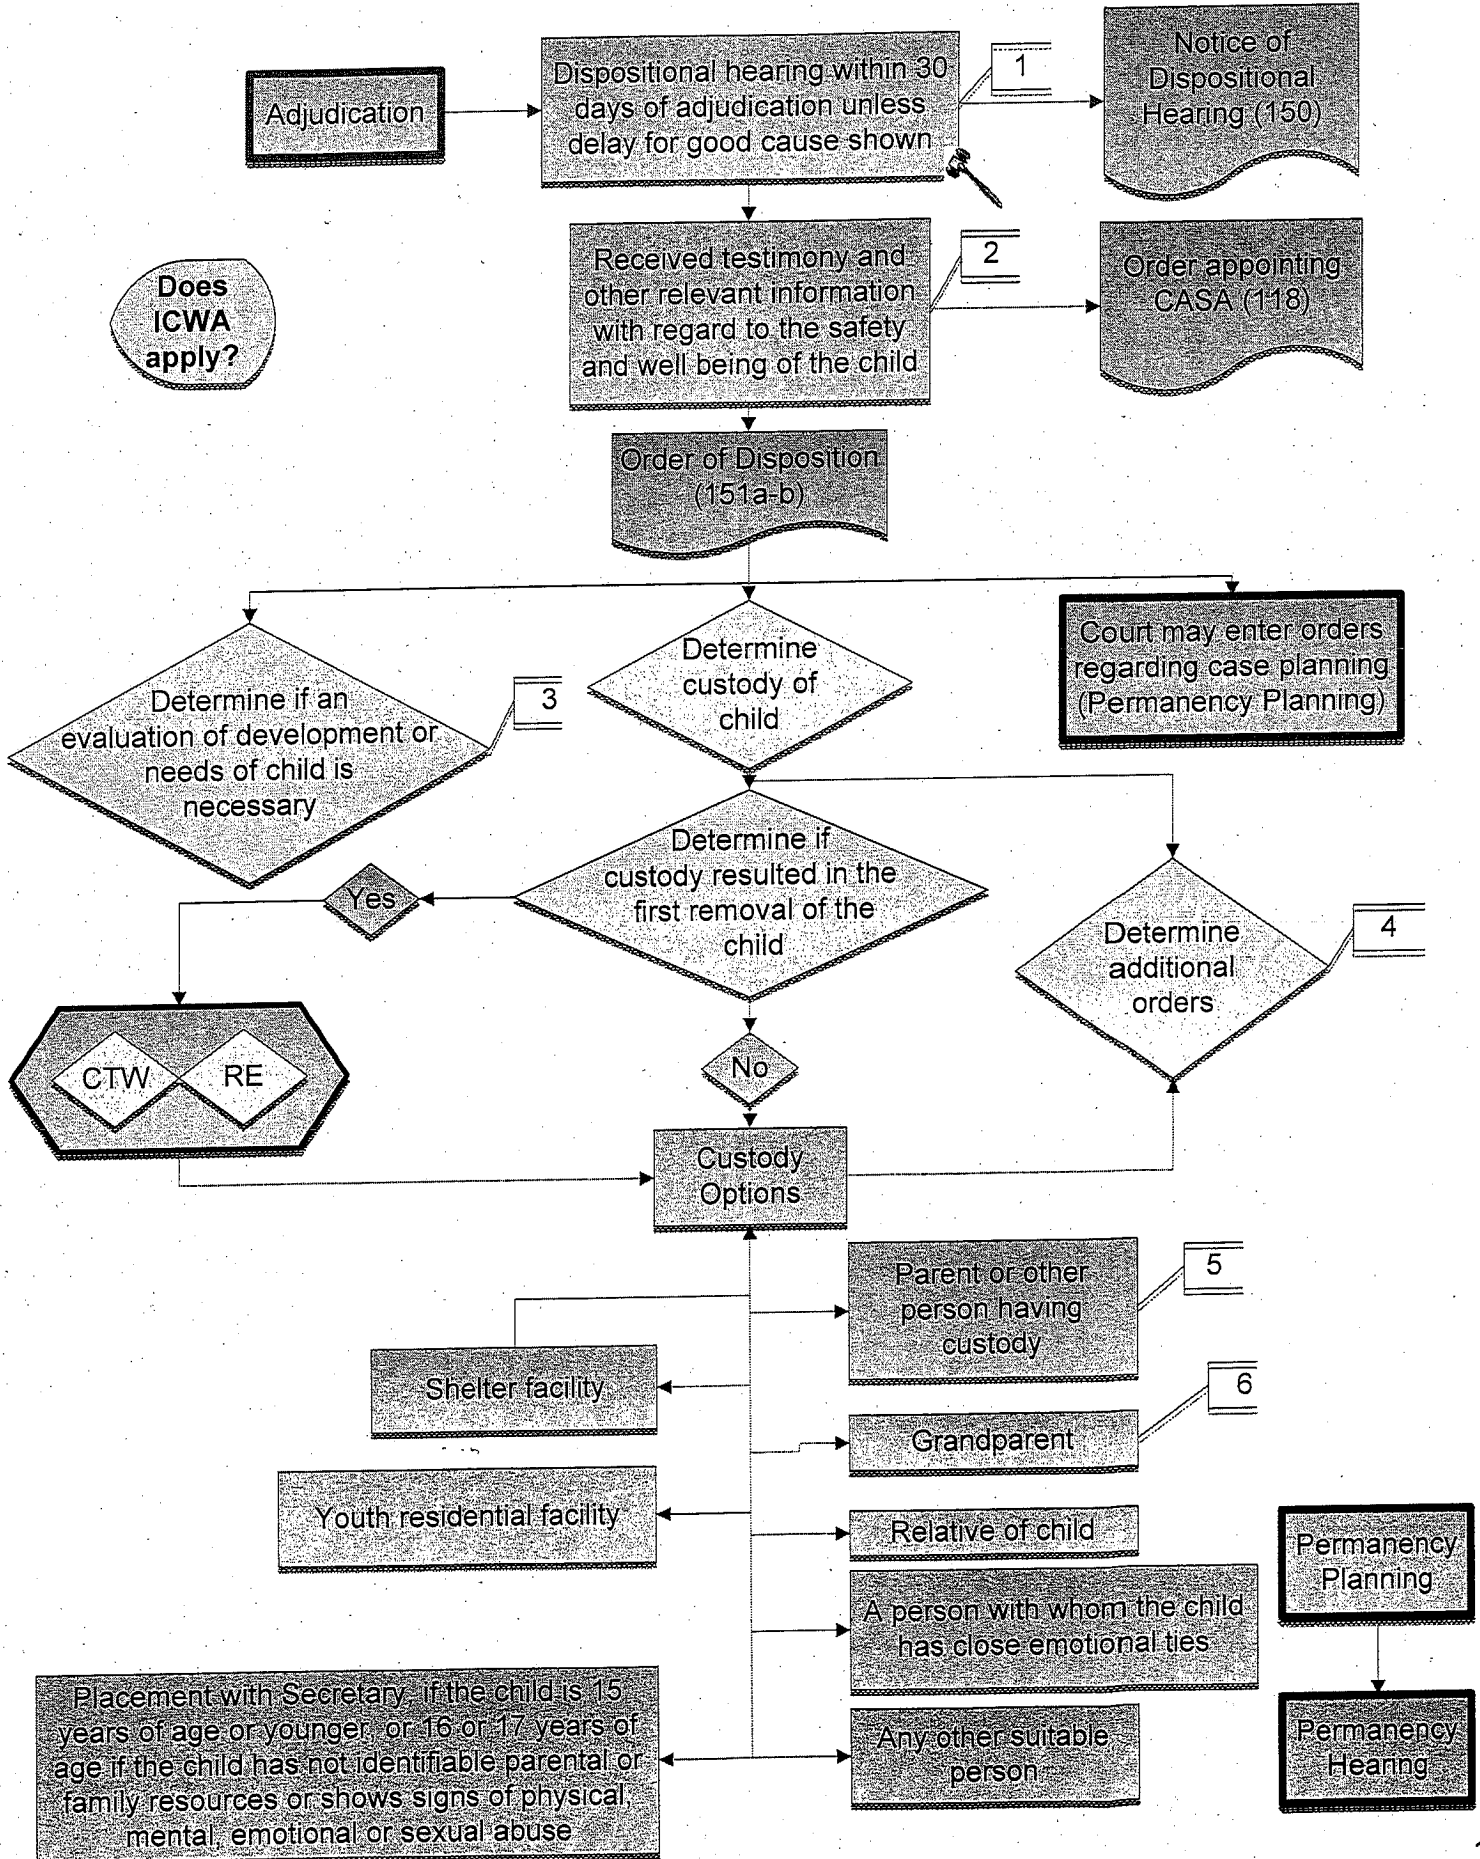 Adjudication
Dispositional hearing within 30
days of adjudication unless
delay for good cause shown
1
Notice of
Dispositional
Hearing (150)
Does
ICWA
apply?
Received testimony and
other relevant information
with regard to the safety
and well being of the child
2
Order appointing
CASA (118)
Order of Disposition
(151a-b)
Determine if an
evaluation of development or
needs of child is
necessary
3
Determine
custody of
child
Court may enter orders
regarding case planning
(Permanency Planning)
Determine if
custody resulted in the
first removal of the
child
Yes
Determine
additional
orders
4
CTW
RE
No
Custody
Options
Parent or other
person having
custody
5
Shelter facility
Grandparent
6
Youth residential facility
Relative of child
A person with whom the child
has close emotional ties
Permanency
Planning
Placement with Secretary, if the child is 15
years of age or younger, or 16 or 17 years of
age if the child has not identifiable parental or
family resources or shows signs of physical,
mental, emotional or sexual abuse
Any other suitable
person
Permanency
Hearing